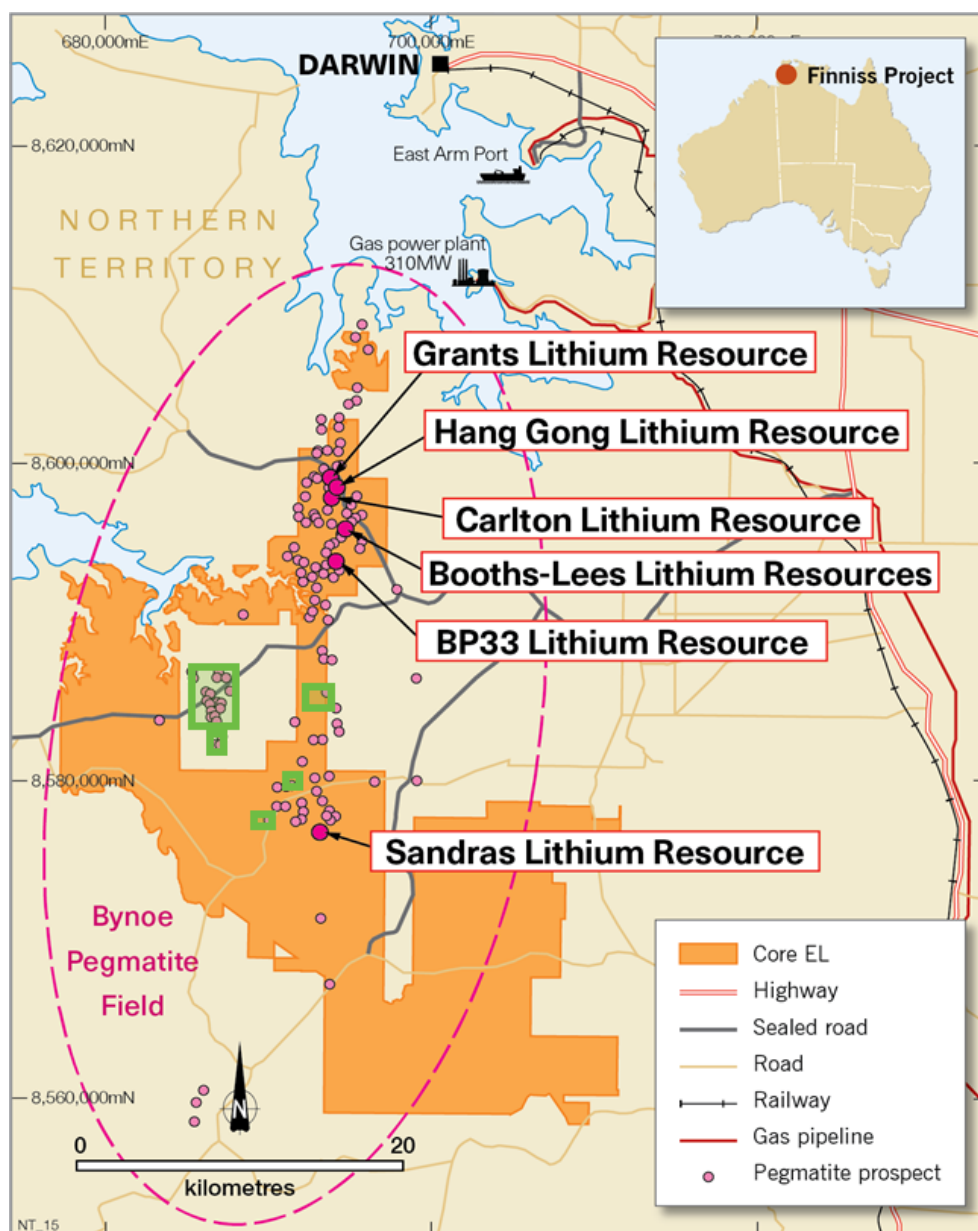 680,000mE
700,000mE
DARWIN
Finniss Project
8,620,000mN
East Arm Port
NORTHERN
TERRITORY
Gas power plant
310MW
Grants Lithium Resource
Hang Gong Lithium Resource
8,600,000mN
Carlton Lithium Resource
Booths-Lees Lithium Resources
BP33 Lithium Resource
8,580,000mN
Sandras Lithium Resource
Bynoe
Pegmatite
Field
8,560,000mN
N
0 20
kilometres
NT_15
Core EL
Highway
Sealed road
Road
Railway
Gas pipeline
Pegmatite prospect